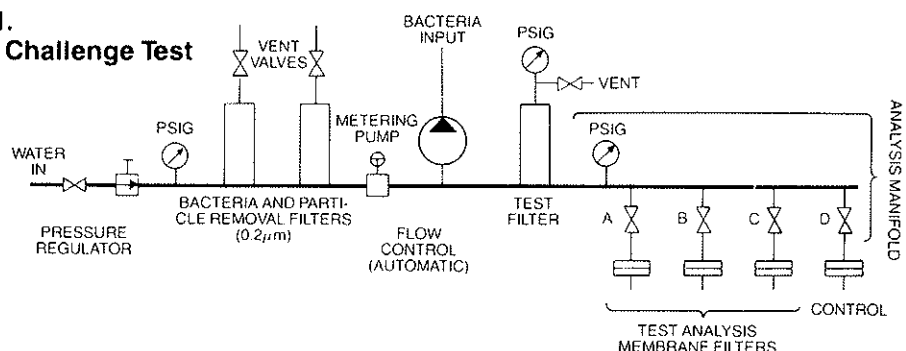 Challenge Test
BACTERIA
INPUT
PSIG
VENT
VALVES
VENT
PSIG
METERING
PUMP
PSIG
WATER
IN
PRESSURE
REGULATOR
BACTERIA AND PARTI-
CLE REMOVAL FILTERS
(0.2μm)
FLOW
CONTROL
(AUTOMATIC)
TEST
FILTER
A
B
C
D
ANALYSIS MANIFOLD
CONTROL
TEST ANALYSIS
MEMBRANE FILTERS